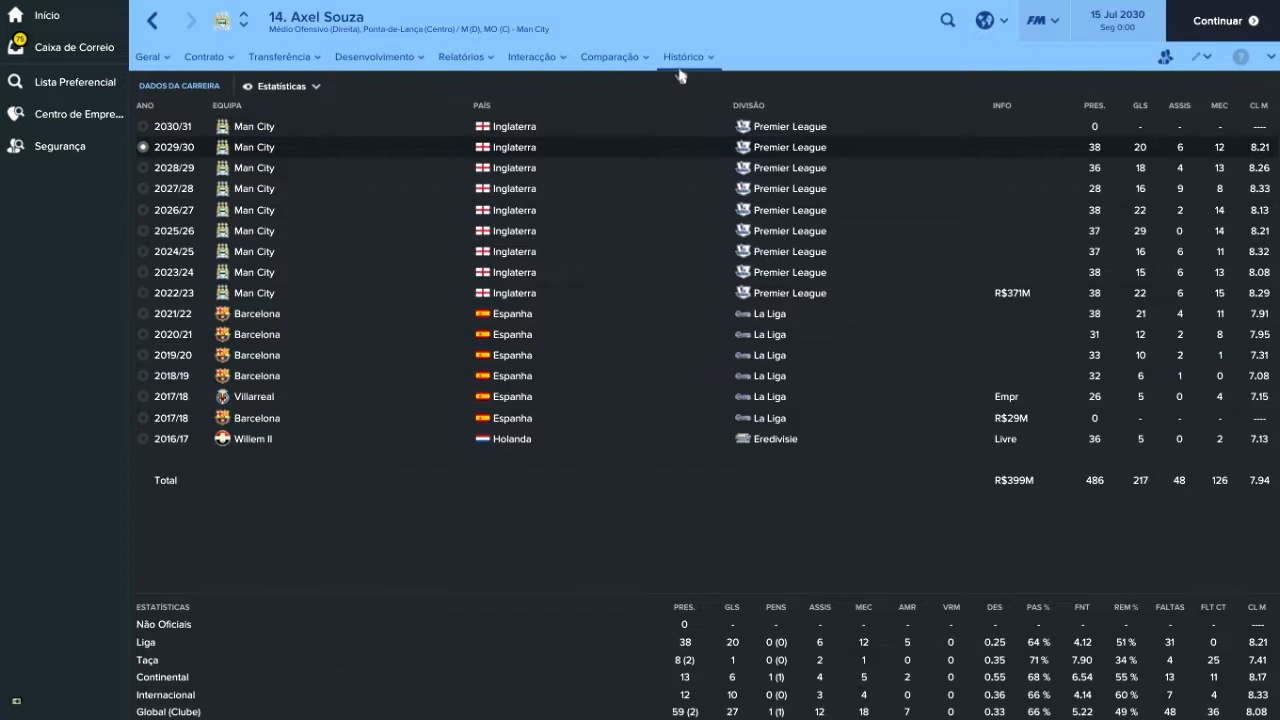 Início
75
Caixa de Correio
Lista Preferencial
Centro de Empre...
Segurança
14. Axel Souza
Médio Ofensivo (Direita), Ponta-de-Lança (Centro) / M (D), MO (C) - Man City
FM
15 Jul 2030
Seg 0:00
Continuar
Geral Contrato Transferência Desenvolvimento Relatórios Interacção Comparação Histórico
?
DADOS DA CARREIRA Estatísticas
ANO EQUIPA PAÍS DIVISÃO INFO PRES. GLS ASSIS MEC CL M
2030/31 Man City Inglaterra Premier League 0 - - - ----
2029/30 Man City Inglaterra Premier League 38 20 6 12 8.21
2028/29 Man City Inglaterra Premier League 36 18 4 13 8.26
2027/28 Man City Inglaterra Premier League 28 16 9 8 8.33
2026/27 Man City Inglaterra Premier League 38 22 2 14 8.13
2025/26 Man City Inglaterra Premier League 37 29 0 14 8.21
2024/25 Man City Inglaterra Premier League 37 16 6 11 8.32
2023/24 Man City Inglaterra Premier League 38 15 6 13 8.08
2022/23 Man City Inglaterra Premier League R$371M 38 22 6 15 8.29
2021/22 Barcelona Espanha La Liga 38 21 4 11 7.91
2020/21 Barcelona Espanha La Liga 31 12 2 8 7.95
2019/20 Barcelona Espanha La Liga 33 10 2 1 7.31
2018/19 Barcelona Espanha La Liga 32 6 1 0 7.08
2017/18 Villarreal Espanha La Liga Empr 26 5 0 4 7.15
2017/18 Barcelona Espanha La Liga R$29M 0 - - - ----
2016/17 Willem II Holanda Eredivisie Livre 36 5 0 2 7.13
Total R$399M 486 217 48 126 7.94
ESTATÍSTICAS PRES. GLS PENS ASSIS MEC AMR VRM DES PAS % FNT REM % FALTAS FLT CT CL M
Não Oficiais 0 - - - - - - - - - - - - ----
Liga 38 20 0 (0) 6 12 5 0 0.25 64 % 4.12 51 % 31 0 8.21
Taça 8 (2) 1 0 (0) 2 1 0 0 0.35 71 % 7.90 34 % 4 25 7.41
Continental 13 6 1 (1) 4 5 2 0 0.55 68 % 6.54 55 % 13 11 8.17
Internacional 12 10 0 (0) 3 4 0 0 0.36 66 % 4.14 60 % 7 4 8.33
Global (Clube) 59 (2) 27 1 (1) 12 18 7 0 0.33 66 % 5.22 49 % 48 36 8.08